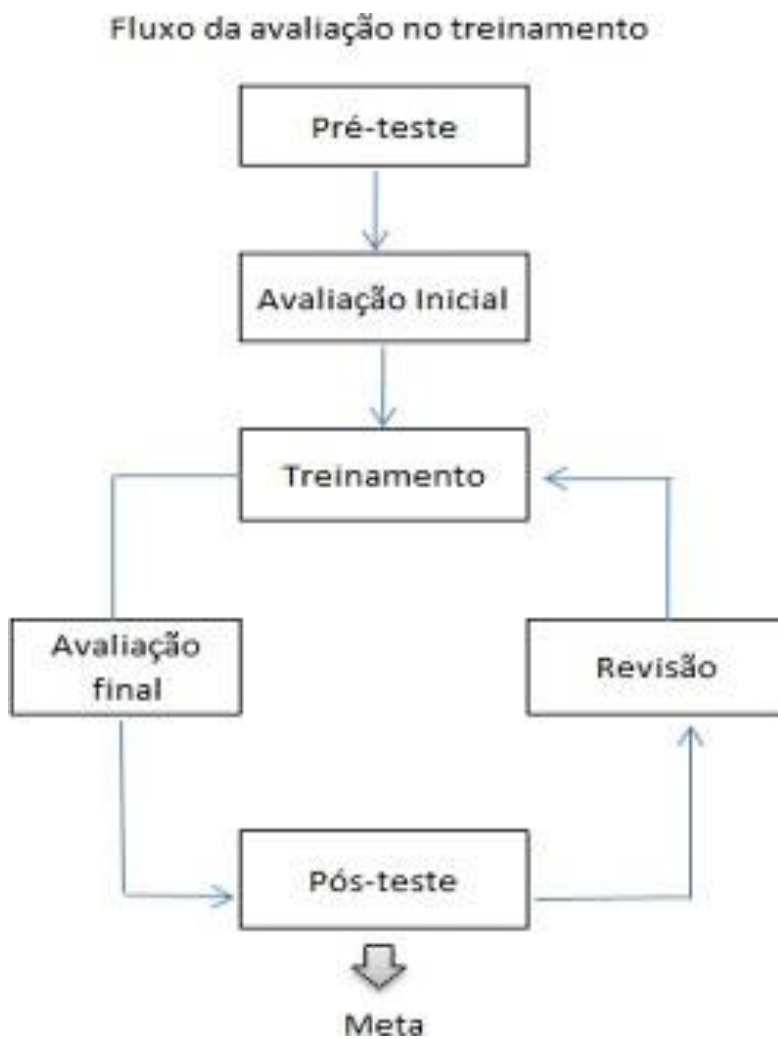 Fluxo da avaliação no treinamento
Pré-teste
Avaliação Inicial
Treinamento
Avaliação
final
Revisão
Pós-teste
Meta